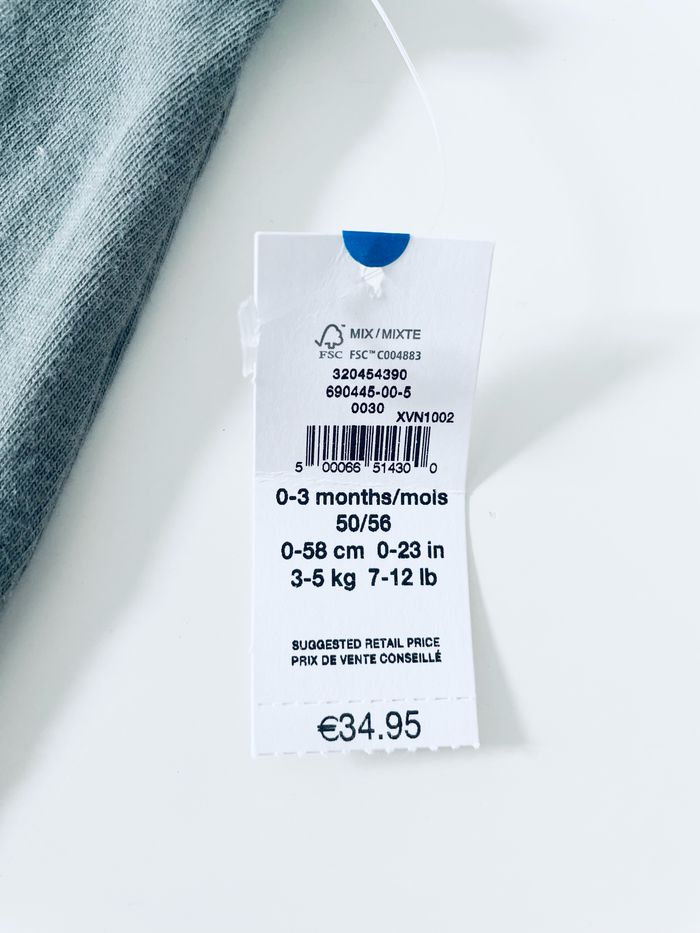 MIX / MIXTE
FSC FSC™ C004883
320454390
690445-00-5
0030 XVN1002
5 00066 51430 0
0-3 months/mois
50/56
0-58 cm 0-23 in
3-5 kg 7-12 lb
SUGGESTED RETAIL PRICE
PRIX DE VENTE CONSEILLÉ
€34.95